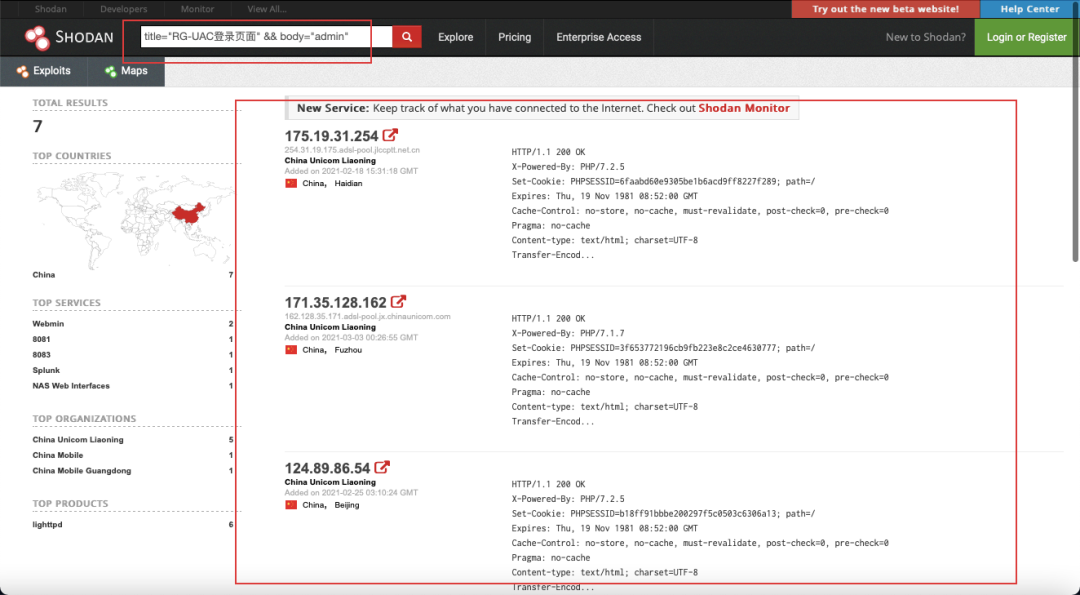 Shodan Developers Monitor View All... Try out the new beta website! Help Center
SHODAN title="RG-UAC登录页面" && body="admin" Explore Pricing Enterprise Access New to Shodan? Login or Register
Exploits Maps
TOTAL RESULTS
7
TOP COUNTRIES
China 7
TOP SERVICES
Webmin 2
8081 1
8083 1
Splunk 1
NAS Web Interfaces 1
TOP ORGANIZATIONS
China Unicom Liaoning 5
China Mobile 1
China Mobile Guangdong 1
TOP PRODUCTS
lighttpd 6
New Service: Keep track of what you have connected to the Internet. Check out Shodan Monitor
175.19.31.254
254.31.19.175.adsl-pool.jlccptt.net.cn
China Unicom Liaoning
Added on 2021-02-18 15:31:18 GMT
China, Haidian
HTTP/1.1 200 OK
X-Powered-By: PHP/7.2.5
Set-Cookie: PHPSESSID=6faabd60e9305be1b6acd9ff8227f289; path=/
Expires: Thu, 19 Nov 1981 08:52:00 GMT
Cache-Control: no-store, no-cache, must-revalidate, post-check=0, pre-check=0
Pragma: no-cache
Content-type: text/html; charset=UTF-8
Transfer-Encod...
171.35.128.162
162.128.35.171.adsl-pool.jx.chinaunicom.com
China Unicom Liaoning
Added on 2021-03-03 00:26:55 GMT
China, Fuzhou
HTTP/1.1 200 OK
X-Powered-By: PHP/7.1.7
Set-Cookie: PHPSESSID=3f653772196cb9fb223e8c2ce4630777; path=/
Expires: Thu, 19 Nov 1981 08:52:00 GMT
Cache-Control: no-store, no-cache, must-revalidate, post-check=0, pre-check=0
Pragma: no-cache
Content-type: text/html; charset=UTF-8
Transfer-Encod...
124.89.86.54
China Unicom Liaoning
Added on 2021-02-25 03:10:24 GMT
China, Beijing
HTTP/1.1 200 OK
X-Powered-By: PHP/7.2.5
Set-Cookie: PHPSESSID=b18ff91bbbe200297f5c0503c6306a13; path=/
Expires: Thu, 19 Nov 1981 08:52:00 GMT
Cache-Control: no-store, no-cache, must-revalidate, post-check=0, pre-check=0
Pragma: no-cache
Content-type: text/html; charset=UTF-8
Transfer-Encod...